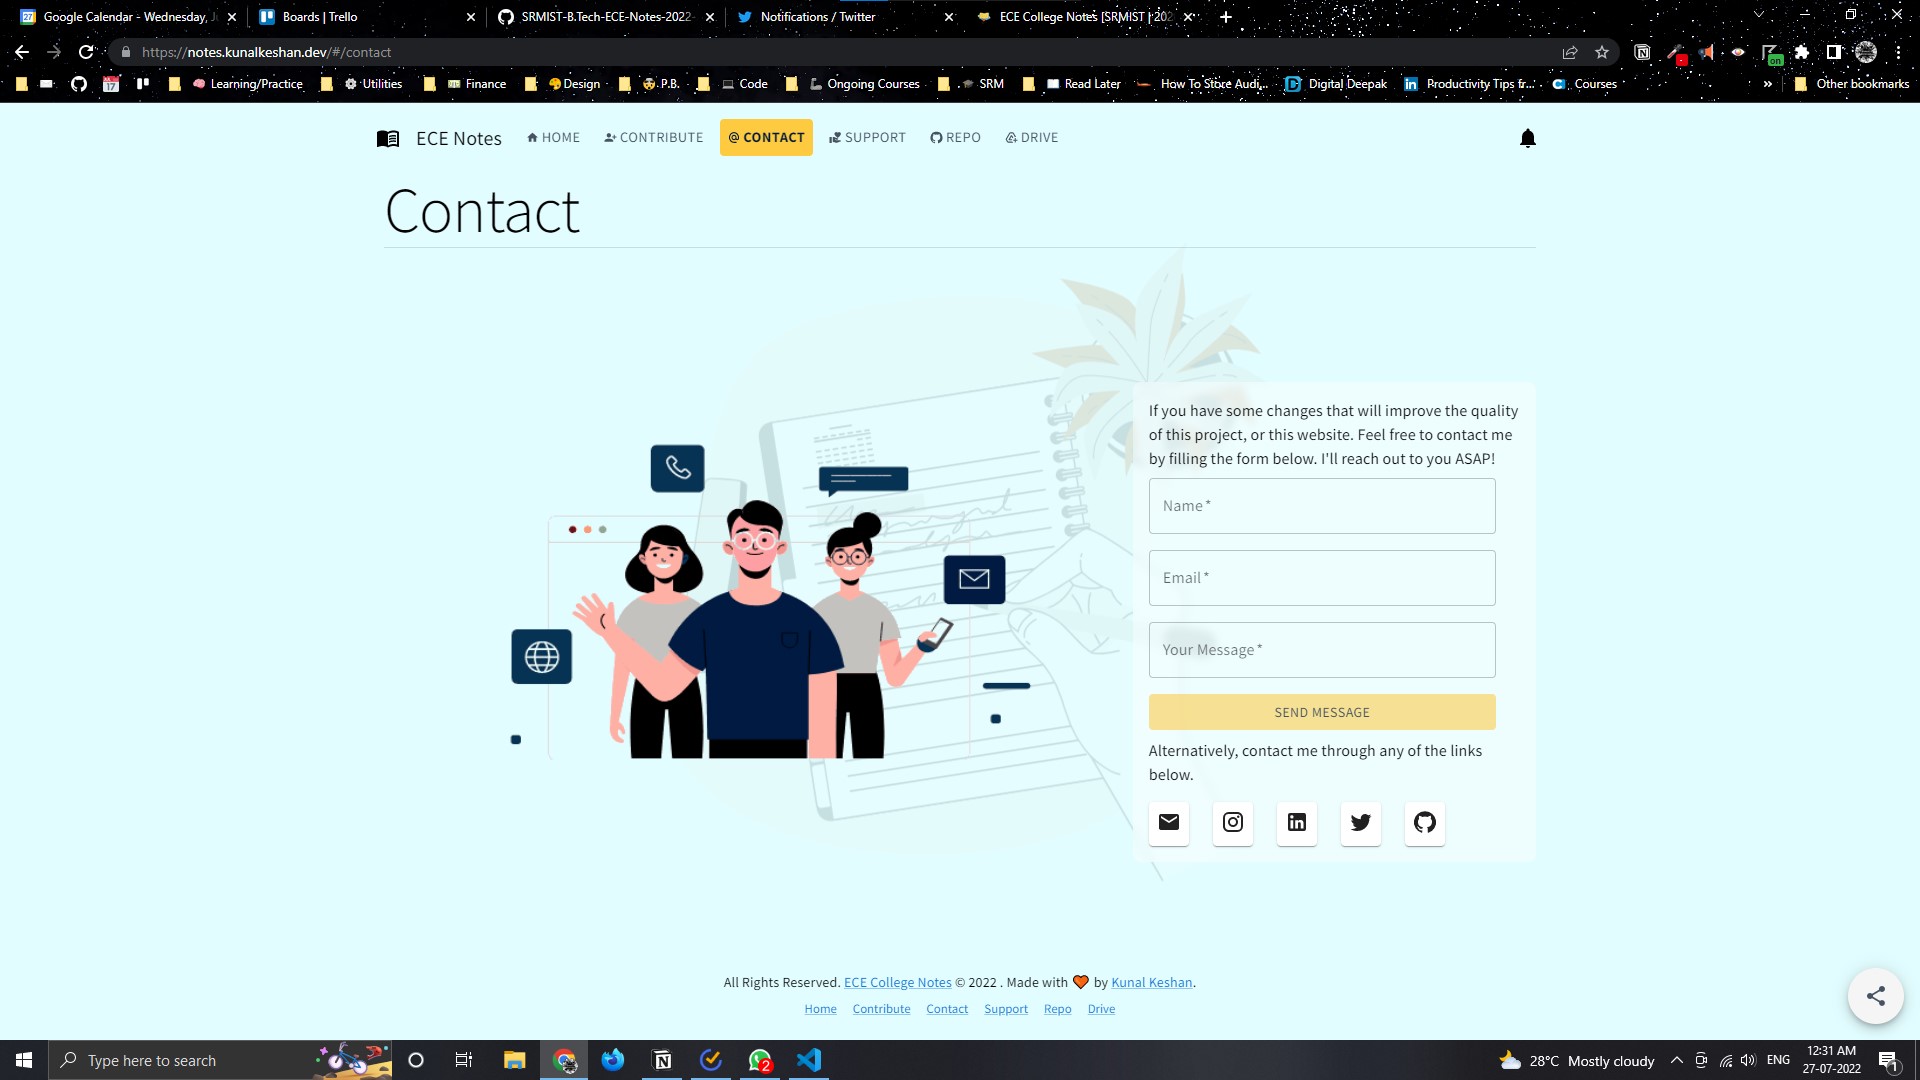 Google Calendar - Wednesday, J
Boards | Trello
SRMIST-B.Tech-ECE-Notes-2022-
Notifications / Twitter
ECE College Notes [SRMIST | 202
https://notes.kunalkeshan.dev/#/contact
on
17
Learning/Practice
Utilities
Finance
Design
P.B.
Code
Ongoing Courses
SRM
Read Later
How To Store Audi...
Digital Deepak
Productivity Tips fr...
Courses
»
Other bookmarks
ECE Notes
HOME
CONTRIBUTE
CONTACT
SUPPORT
REPO
DRIVE
Contact
If you have some changes that will improve the quality
of this project, or this website. Feel free to contact me
by filling the form below. I'll reach out to you ASAP!
Name *
Email *
Your Message *
SEND MESSAGE
Alternatively, contact me through any of the links
below.
All Rights Reserved. ECE College Notes © 2022 . Made with 🧡 by Kunal Keshan.
Home Contribute Contact Support Repo Drive
Type here to search
2
28°C Mostly cloudy
ENG
12:31 AM
27-07-2022
1